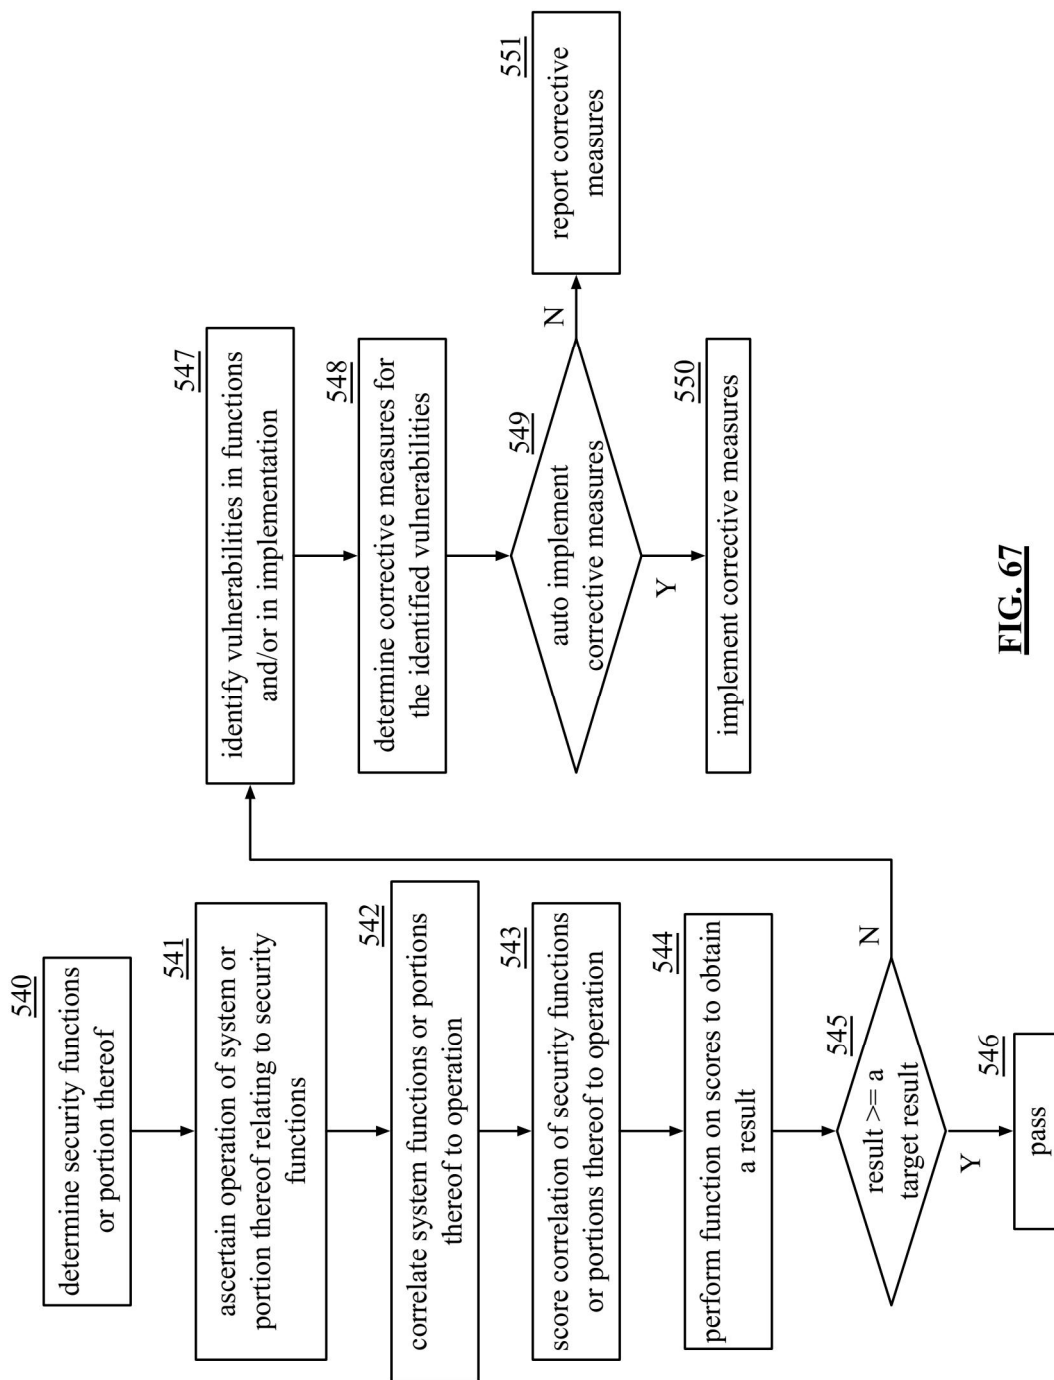 540
determine security functions
or portion thereof
541
ascertain operation of system or
portion thereof relating to security
functions
542
correlate system functions or portions
thereof to operation
543
score correlation of security functions
or portions thereof to operation
544
perform function on scores to obtain
a result
545
result >= a
target result
N
Y
546
pass
547
identify vulnerabilities in functions
and/or in implementation
548
determine corrective measures for
the identified vulnerabilities
549
auto implement
corrective measures
N
Y
550
implement corrective measures
551
report corrective
measures
FIG. 67